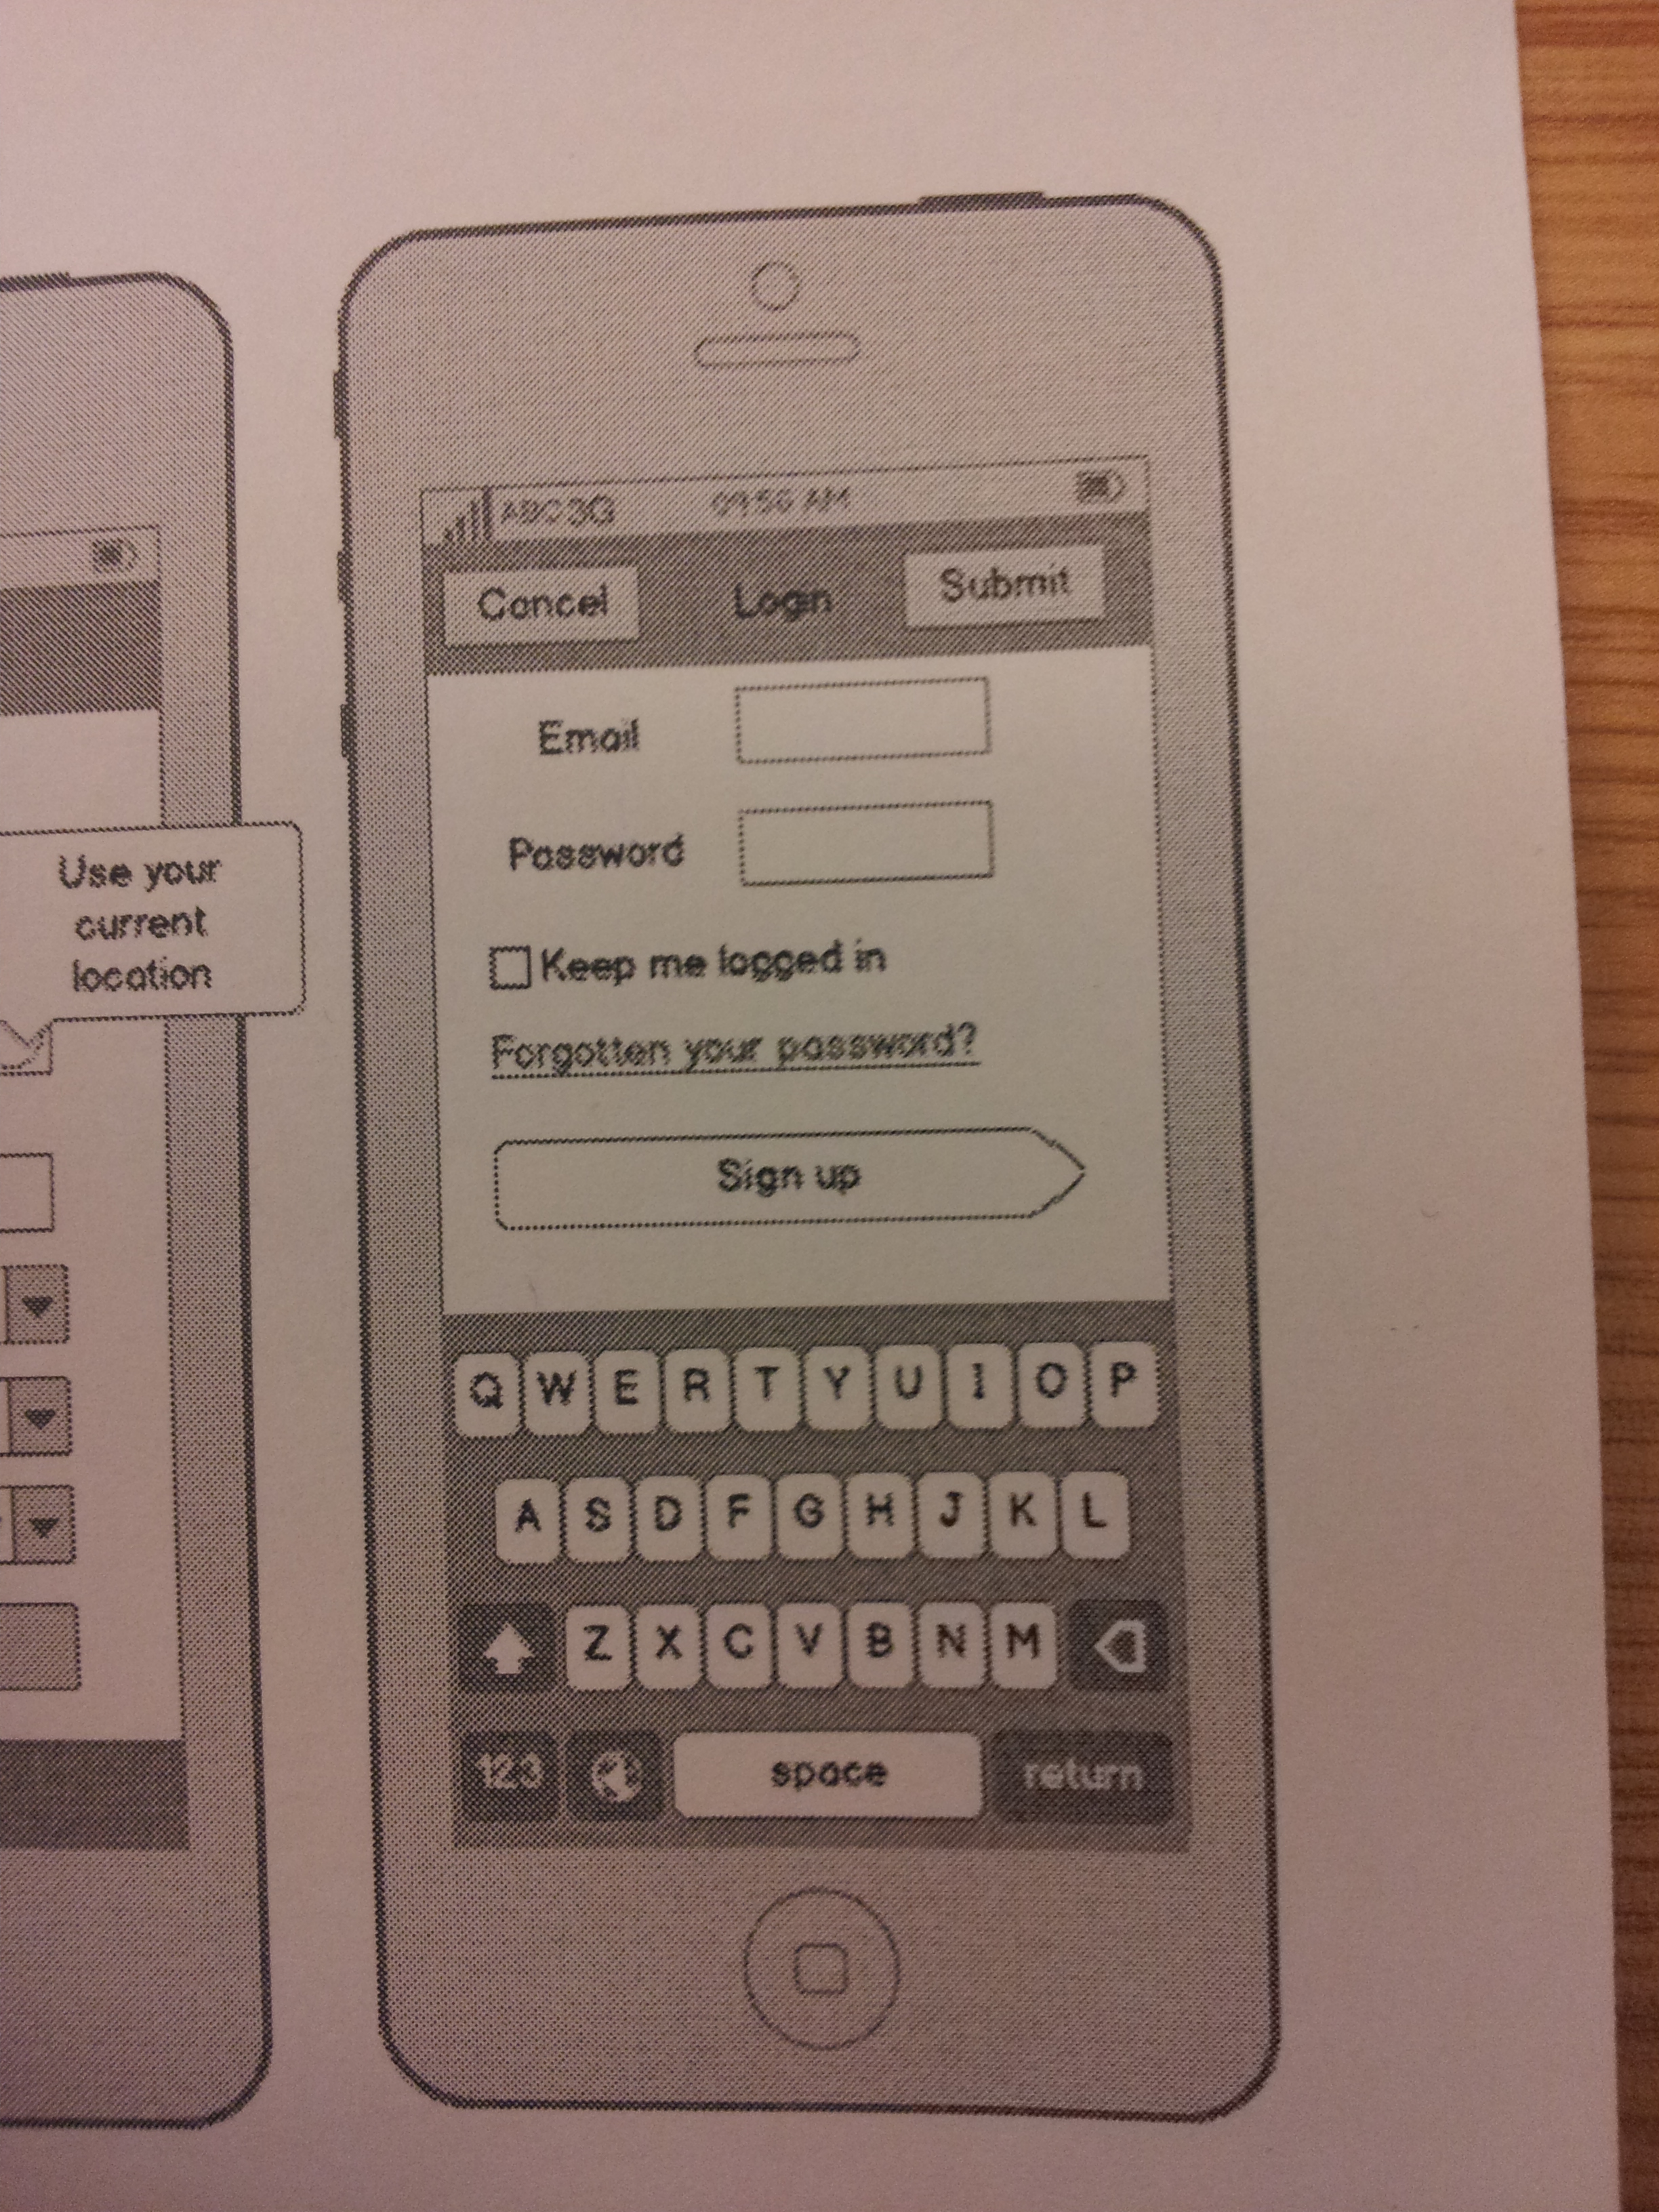 ABC 3G 09:56 AM
Cancel Login Submit
Email
Password
Keep me logged in
Forgotten your password?
Sign up
Q W E R T Y U I O P
A S D F G H J K L
Z X C V B N M
123 space return
Use your
current
location